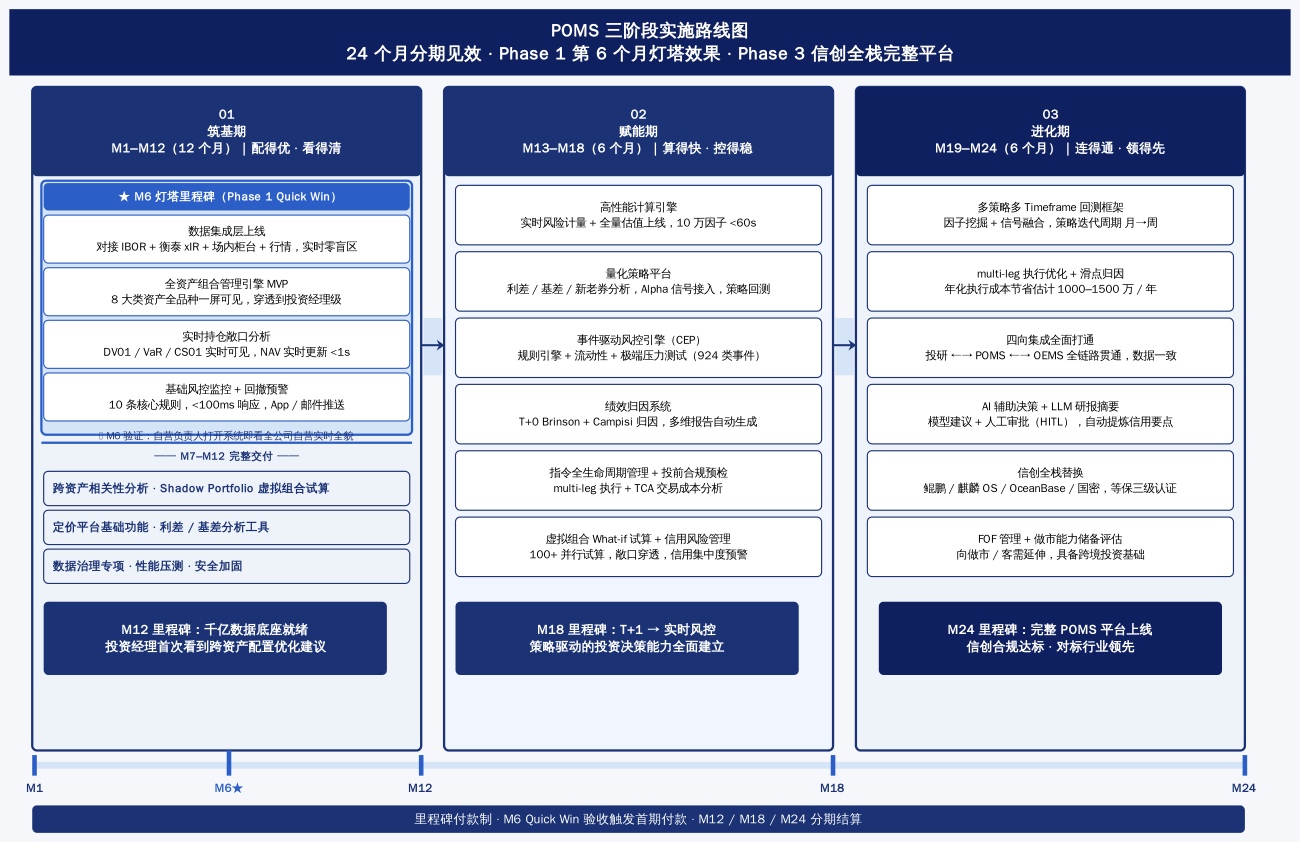 POMS 三阶段实施路线图
24 个月分期见效 · Phase 1 第 6 个月灯塔效果 · Phase 3 信创全栈完整平台
01
筑基期
M1—M12（12 个月）｜配得优 · 看得清
★ M6 灯塔里程碑（Phase 1 Quick Win）
数据集成层上线
对接 IBOR + 衡泰 xIR + 场内柜台 + 行情，实时零盲区
全资产组合管理引擎 MVP
8 大类资产全品种一屏可见，穿透到投资经理级
实时持仓敞口分析
DV01 / VaR / CS01 实时可见，NAV 实时更新 <1s
基础风控监控 + 回撤预警
10 条核心规则，<100ms 响应，App / 邮件推送
M6 验证：自营负责人打开系统即看全公司自营实时全貌
—— M7—M12 完整交付 ——
跨资产相关性分析 · Shadow Portfolio 虚拟组合试算
定价平台基础功能 · 利差 / 基差分析工具
数据治理专项 · 性能压测 · 安全加固
M12 里程碑：千亿数据底座就绪
投资经理首次看到跨资产配置优化建议
02
赋能期
M13—M18（6 个月）｜算得快 · 控得稳
高性能计算引擎
实时风险计量 + 全量估值上线，10 万因子 <60s
量化策略平台
利差 / 基差 / 新老券分析，Alpha 信号接入，策略回测
事件驱动风控引擎（CEP）
规则引擎 + 流动性 + 极端压力测试（924 类事件）
绩效归因系统
T+0 Brinson + Campisi 归因，多维报告自动生成
指令全生命周期管理 + 投前合规预检
multi-leg 执行 + TCA 交易成本分析
虚拟组合 What-if 试算 + 信用风险管理
100+ 并行试算，敞口穿透，信用集中度预警
M18 里程碑：T+1 → 实时风控
策略驱动的投资决策能力全面建立
03
进化期
M19—M24（6 个月）｜连得通 · 领得先
多策略多 Timeframe 回测框架
因子挖掘 + 信号融合，策略迭代周期 月→周
multi-leg 执行优化 + 滑点归因
年化执行成本节省估计 1000—1500 万 / 年
四向集成全面打通
投研 ←→ POMS ←→ OEMS 全链路贯通，数据一致
AI 辅助决策 + LLM 研报摘要
模型建议 + 人工审批（HITL），自动提炼信用要点
信创全栈替换
鲲鹏 / 麒麟 OS / OceanBase / 国密，等保三级认证
FOF 管理 + 做市能力储备评估
向做市 / 客需延伸，具备跨境投资基础
M24 里程碑：完整 POMS 平台上线
信创合规达标 · 对标行业领先
M1
M6★
M12
M18
M24
里程碑付款制 · M6 Quick Win 验收触发首期付款 · M12 / M18 / M24 分期结算